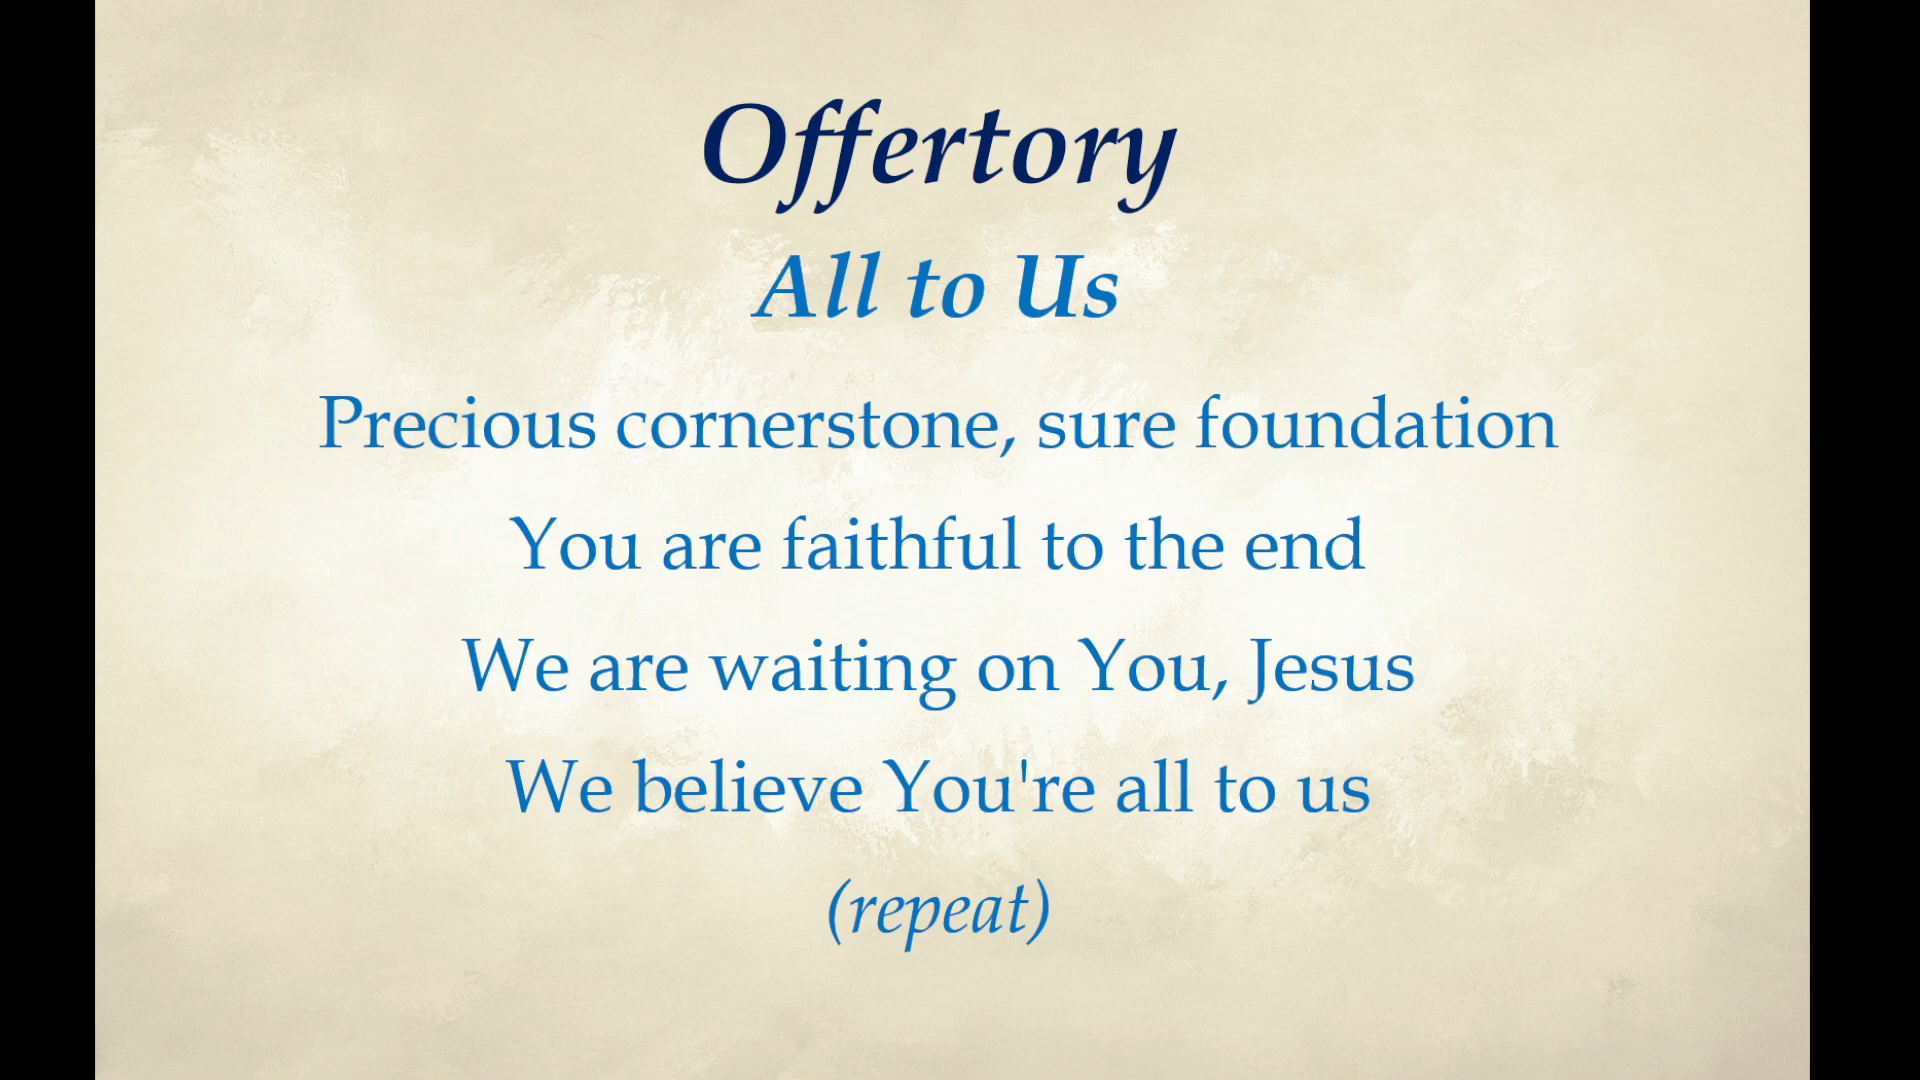 Offertory
All to Us
Precious cornerstone, sure foundation
You are faithful to the end
We are waiting on You, Jesus
We believe You're all to us
(repeat)